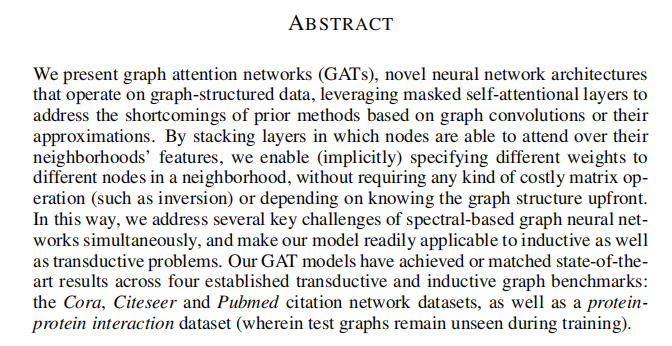 ABSTRACT
We present graph attention networks (GATs), novel neural network architectures
that operate on graph-structured data, leveraging masked self-attentional layers to
address the shortcomings of prior methods based on graph convolutions or their
approximations. By stacking layers in which nodes are able to attend over their
neighborhoods' features, we enable (implicitly) specifying different weights to
different nodes in a neighborhood, without requiring any kind of costly matrix op-
eration (such as inversion) or depending on knowing the graph structure upfront.
In this way, we address several key challenges of spectral-based graph neural net-
works simultaneously, and make our model readily applicable to inductive as well
as transductive problems. Our GAT models have achieved or matched state-of-the-
art results across four established transductive and inductive graph benchmarks:
the Cora, Citeseer and Pubmed citation network datasets, as well as a protein-
protein interaction dataset (wherein test graphs remain unseen during training).